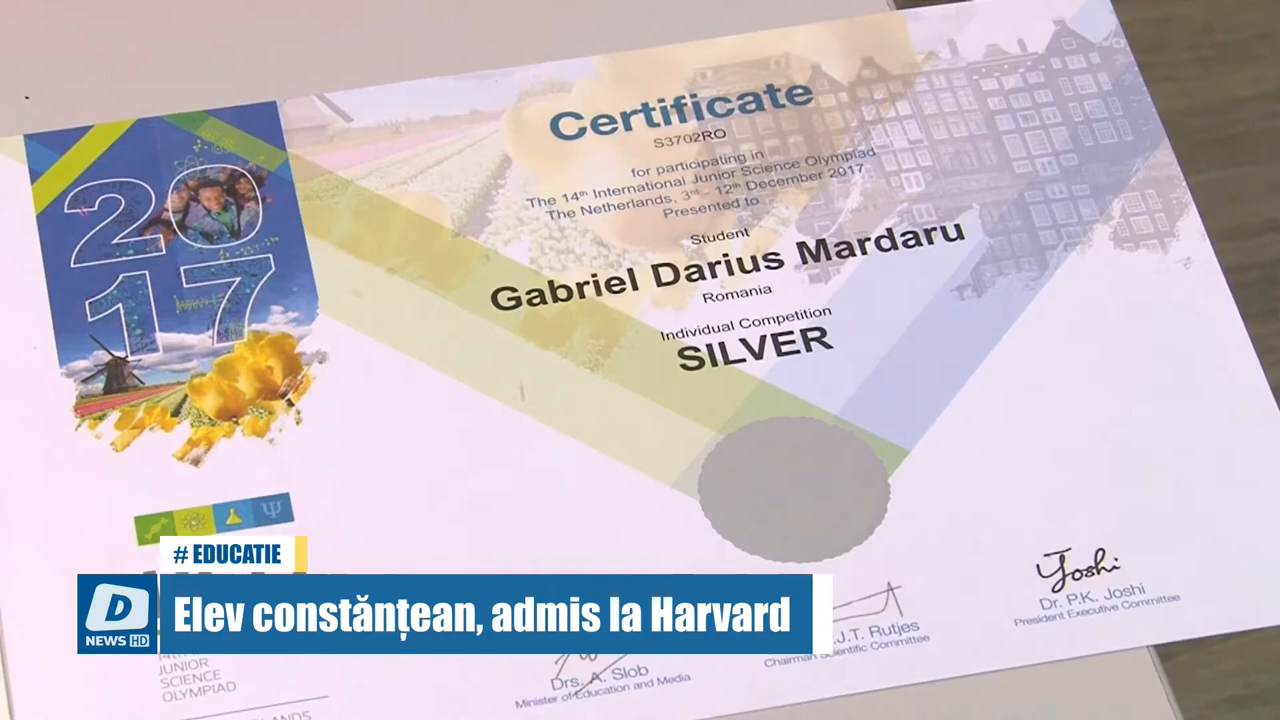 Certificate
S3702RO
for participating in
The 14th International Junior Science Olympiad
The Netherlands, 3rd - 12th December 2017
Presented to
Student
Gabriel Darius Mardaru
Romania
Individual Competition
SILVER
2017
Ψ
# EDUCATIE
D
NEWS HD
Elev constănțean, admis la Harvard
JUNIOR
SCIENCE
OLYMPIAD
Drs. A. Slob
Minister of Education and Media
J.T. Rutjes
Chairman Scientific Committee
Joshi
Dr. P.K. Joshi
President Executive Committee